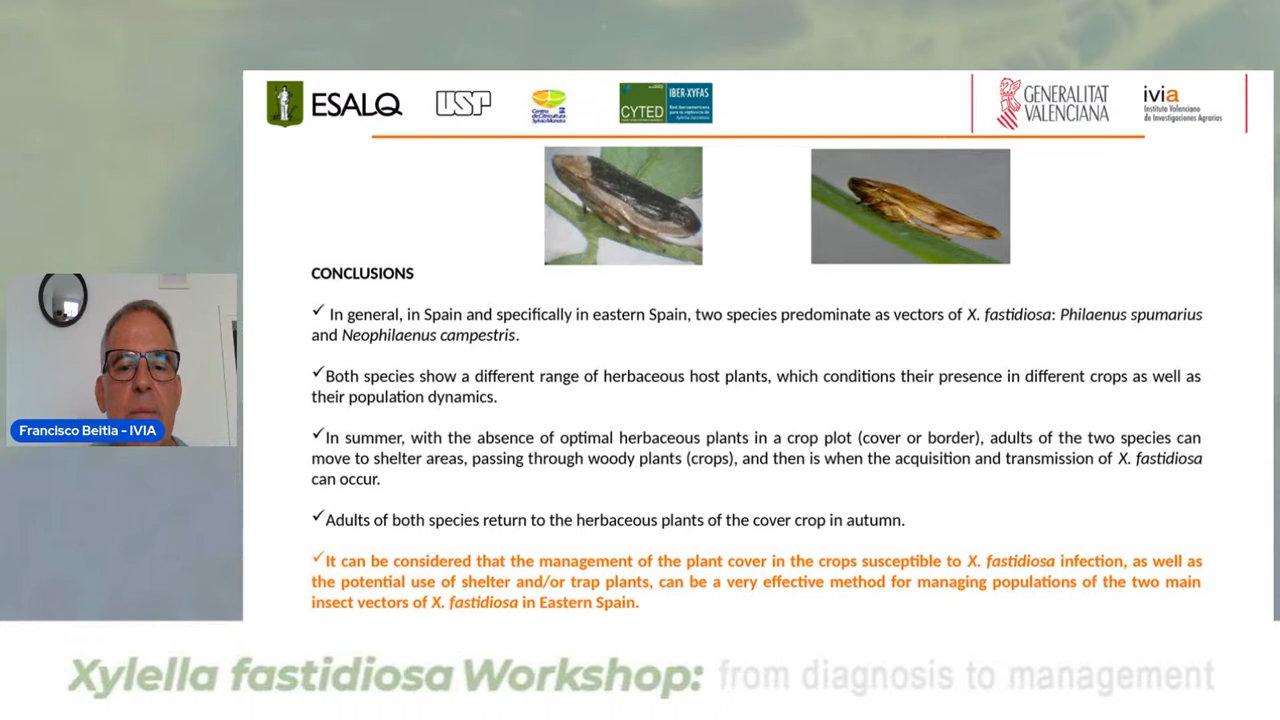 ESALQ
USP
Centro
de Citricultura
Sylvio Moreira
CYTED
IBER-XYFAS
GENERALITAT
VALENCIANA
ivia
Instituto Valenciano
de Investigaciones Agrarias
CONCLUSIONS
✓ In general, in Spain and specifically in eastern Spain, two species predominate as vectors of X. fastidiosa: Philaenus spumarius
and Neophilaenus campestris.
✓Both species show a different range of herbaceous host plants, which conditions their presence in different crops as well as
their population dynamics.
✓In summer, with the absence of optimal herbaceous plants in a crop plot (cover or border), adults of the two species can
move to shelter areas, passing through woody plants (crops), and then is when the acquisition and transmission of X. fastidiosa
can occur.
✓Adults of both species return to the herbaceous plants of the cover crop in autumn.
✓It can be considered that the management of the plant cover in the crops susceptible to X. fastidiosa infection, as well as
the potential use of shelter and/or trap plants, can be a very effective method for managing populations of the two main
insect vectors of X. fastidiosa in Eastern Spain.
Francisco Beitia - IVIA
Xylella fastidiosa Workshop: from diagnosis to management